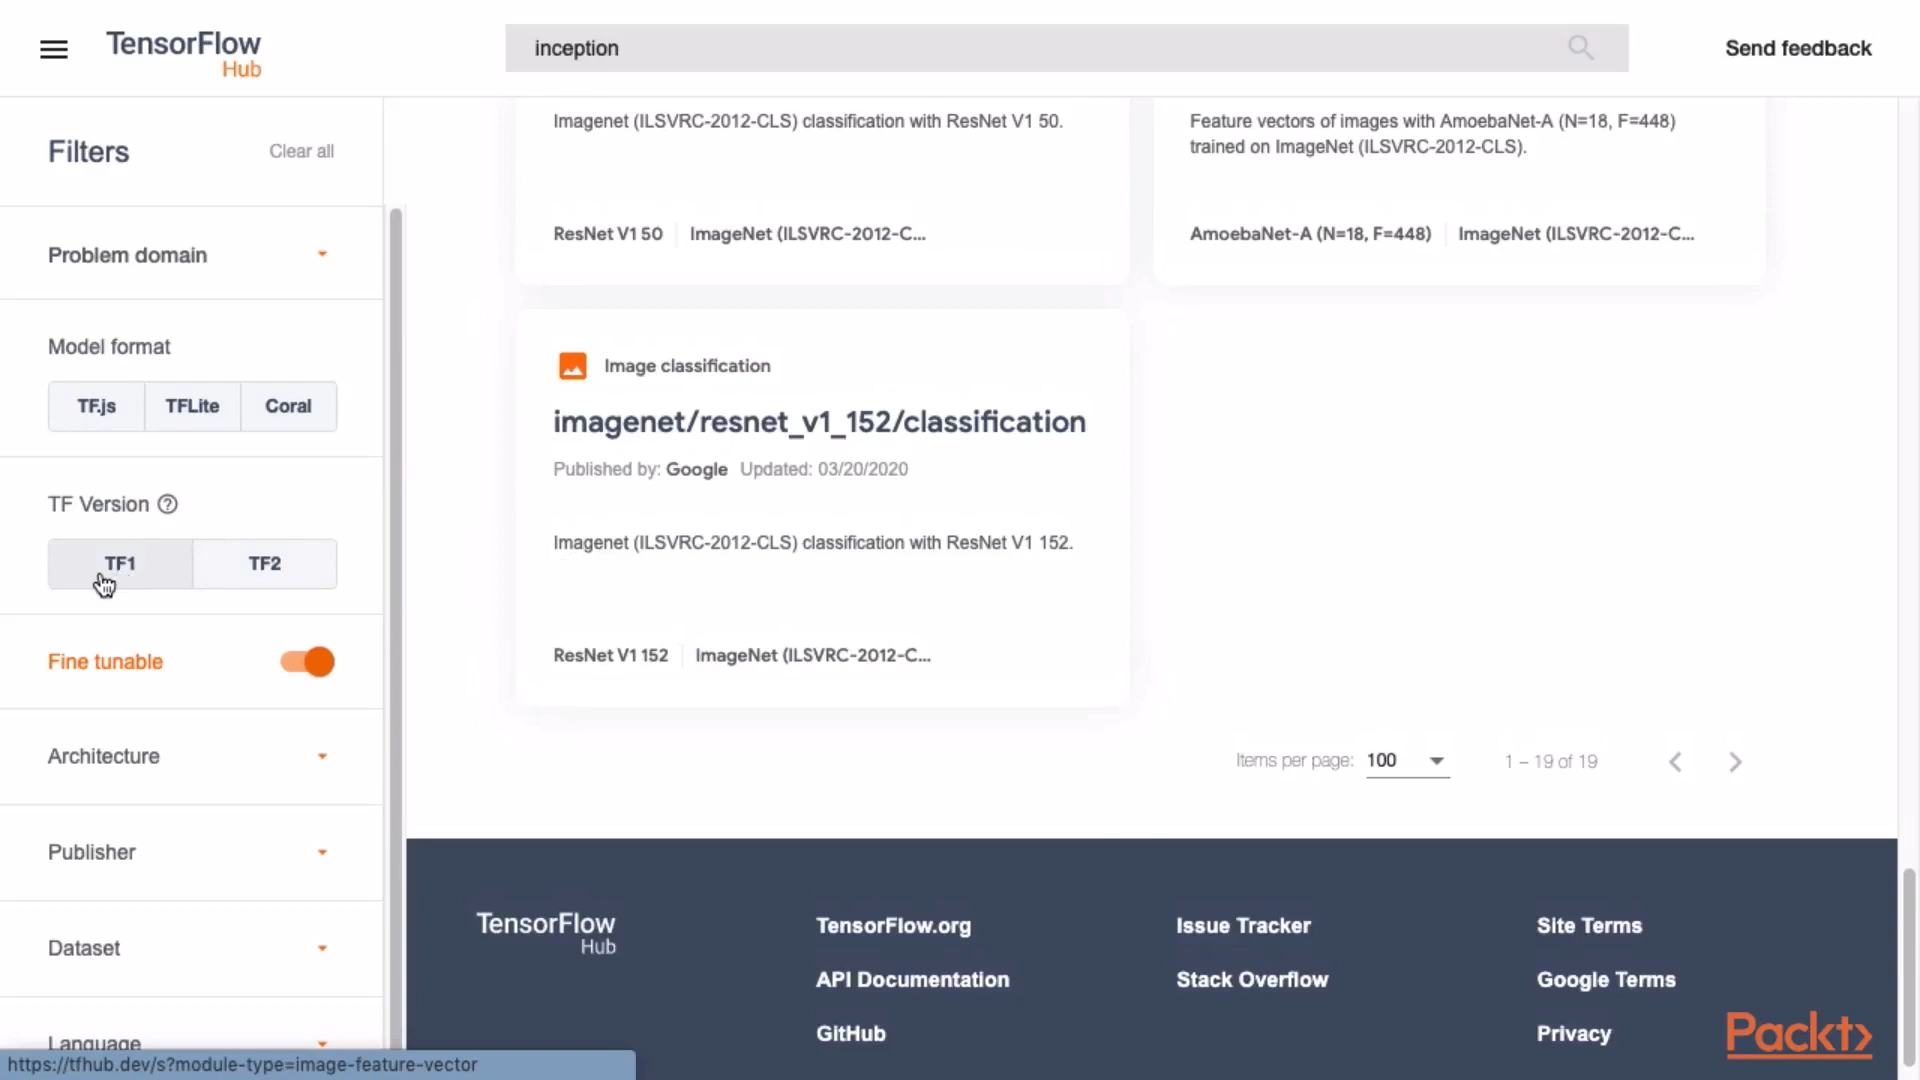 TensorFlow
Hub
inception
Send feedback
Filters
Clear all
Problem domain
Model format
TF.js
TFLite
Coral
TF Version ?
TF1
TF2
Fine tunable
Architecture
Publisher
Dataset
Language
https://tfhub.dev/s?module-type=image-feature-vector
Imagenet (ILSVRC-2012-CLS) classification with ResNet V1 50.
ResNet V1 50
ImageNet (ILSVRC-2012-C...
Feature vectors of images with AmoebaNet-A (N=18, F=448)
trained on ImageNet (ILSVRC-2012-CLS).
AmoebaNet-A (N=18, F=448)
ImageNet (ILSVRC-2012-C...
Image classification
imagenet/resnet_v1_152/classification
Published by: Google Updated: 03/20/2020
Imagenet (ILSVRC-2012-CLS) classification with ResNet V1 152.
ResNet V1 152
ImageNet (ILSVRC-2012-C...
Items per page: 100
1 – 19 of 19
TensorFlow
Hub
TensorFlow.org
API Documentation
GitHub
Issue Tracker
Stack Overflow
Site Terms
Google Terms
Privacy
Packt>